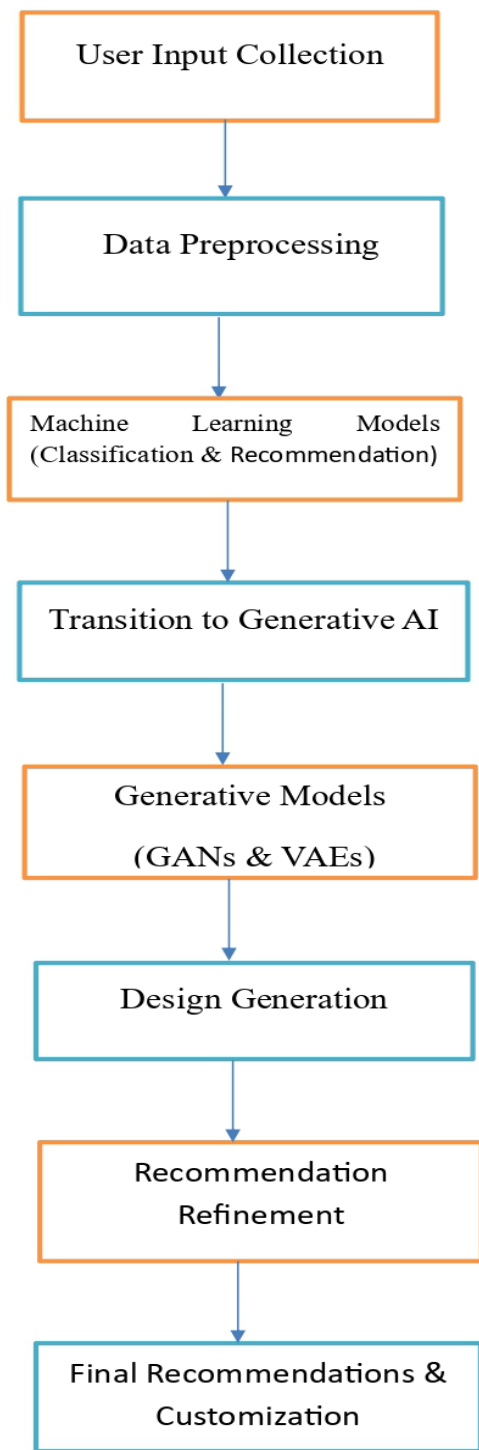 User Input Collection
Data Preprocessing
Machine Learning Models
(Classification & Recommendation)
Transition to Generative AI
Generative Models
(GANs & VAEs)
Design Generation
Recommendation
Refinement
Final Recommendations &
Customization